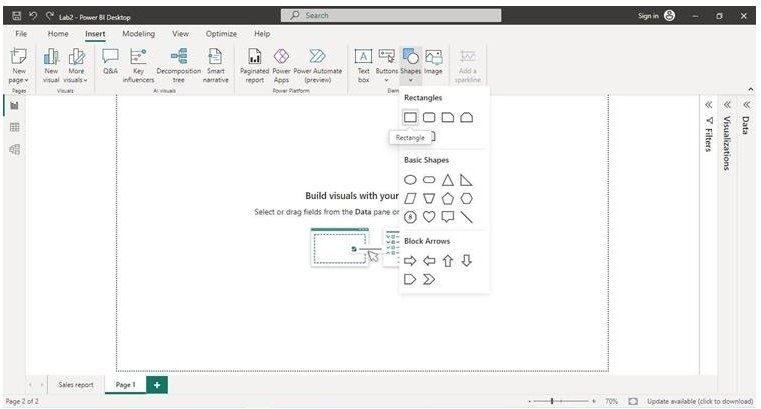 Lab2 - Power BI Desktop
Search
Sign in
File Home Insert Modeling View Optimize Help
New page
New visual
More visuals
Q&A
Key influencers
Decomposition tree
Smart narrative
Paginated report
Power Apps
Power Automate (preview)
Text box
Buttons
Shapes
Image
Add a sparkline
Pages
Visuals
AI visuals
Power Platform
Elem
Rectangles
Rectangle
Basic Shapes
8
Block Arrows
Build visuals with your
Select or drag fields from the Data pane or
Filters
Visualizations
Data
Sales report
Page 1
Page 2 of 2
70%
Update available (click to download)